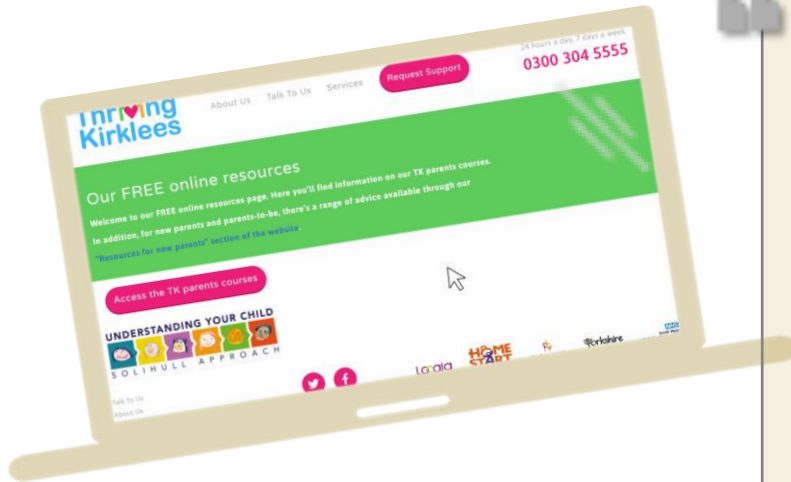 24 hours a day, 7 days a week
0300 304 5555
Thriving
Kirklees
About Us Talk To Us Services Request Support
Our FREE online resources
Welcome to our FREE online resources page. Here you'll find information on our TK parents courses.
In addition, for new parents and parents-to-be, there's a range of advice available through our
"Resources for new parents" section of the website.
Access the TK parents courses
UNDERSTANDING YOUR CHILD
SOLIHULL APPROACH
Locala HOME START Yorkshire NHS
Talk To Us
About Us